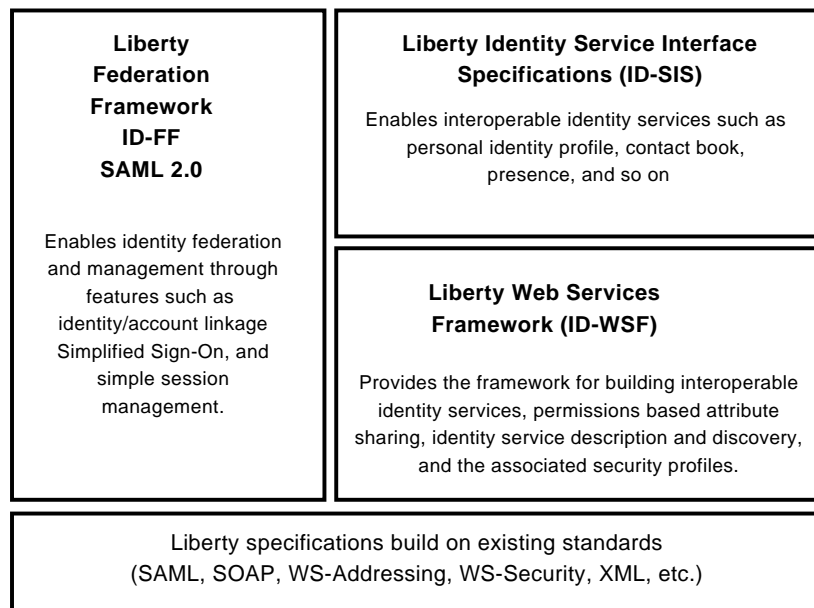 Liberty
Federation
Framework
ID-FF
SAML 2.0
Enables identity federation
and management through
features such as
identity/account linkage
Simplified Sign-On, and
simple session
management.
Liberty Identity Service Interface
Specifications (ID-SIS)
Enables interoperable identity services such as
personal identity profile, contact book,
presence, and so on
Liberty Web Services
Framework (ID-WSF)
Provides the framework for building interoperable
identity services, permissions based attribute
sharing, identity service description and discovery,
and the associated security profiles.
Liberty specifications build on existing standards
(SAML, SOAP, WS-Addressing, WS-Security, XML, etc.)